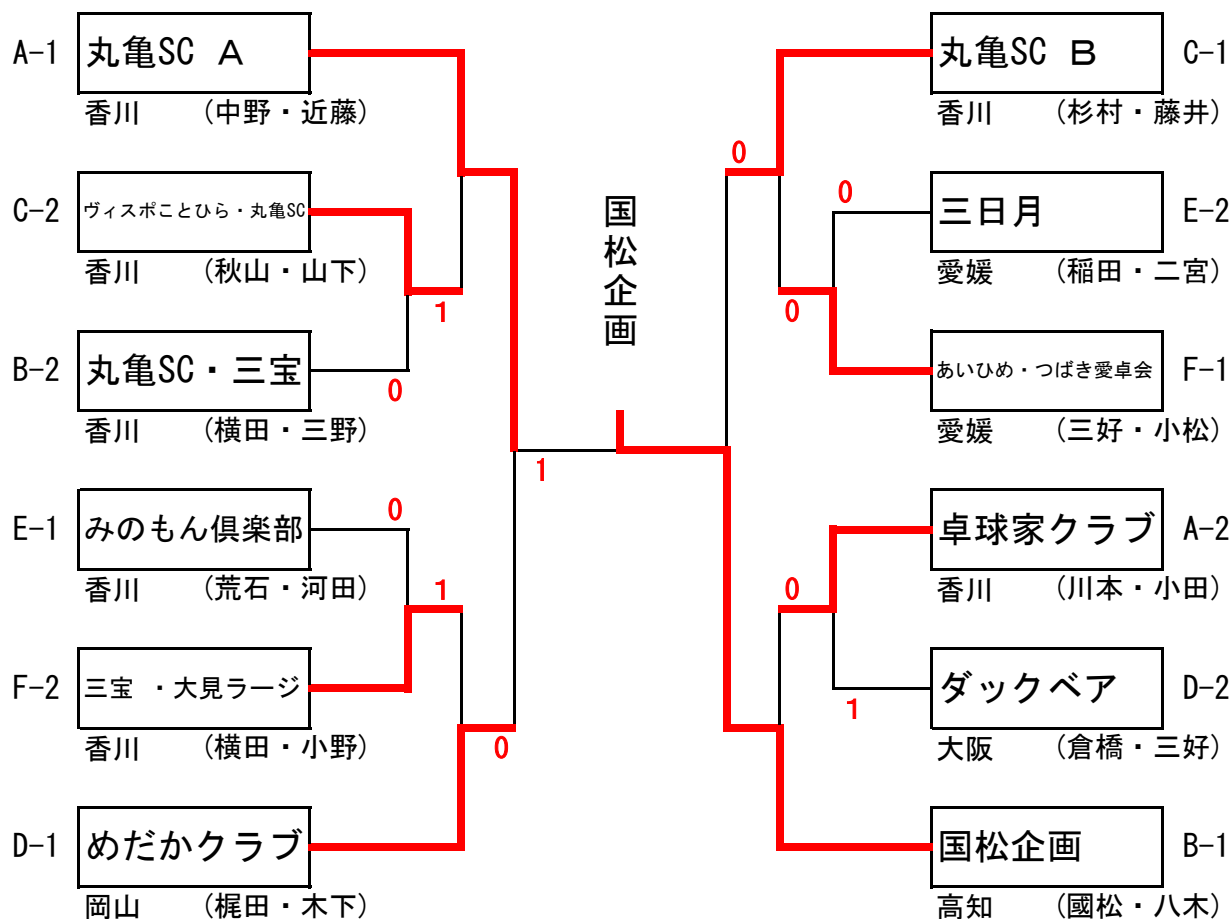 A-1 丸亀SC A
香川 (中野・近藤)
C-2 ヴィスポことひら・丸亀SC
香川 (秋山・山下)
1
B-2 丸亀SC・三宝
0
香川 (横田・三野)
E-1 みのもん倶楽部
0
香川 (荒石・河田)
1
F-2 三宝 ・大見ラージ
香川 (横田・小野)
0
D-1 めだかクラブ
岡山 (梶田・木下)
国松企画
1
丸亀SC B C-1
香川 (杉村・藤井)
0
0
三日月 E-2
愛媛 (稲田・二宮)
0
あいひめ・つばき愛卓会 F-1
愛媛 (三好・小松)
卓球家クラブ A-2
香川 (川本・小田)
0
ダックベア D-2
1
大阪 (倉橋・三好)
国松企画 B-1
高知 (國松・八木)